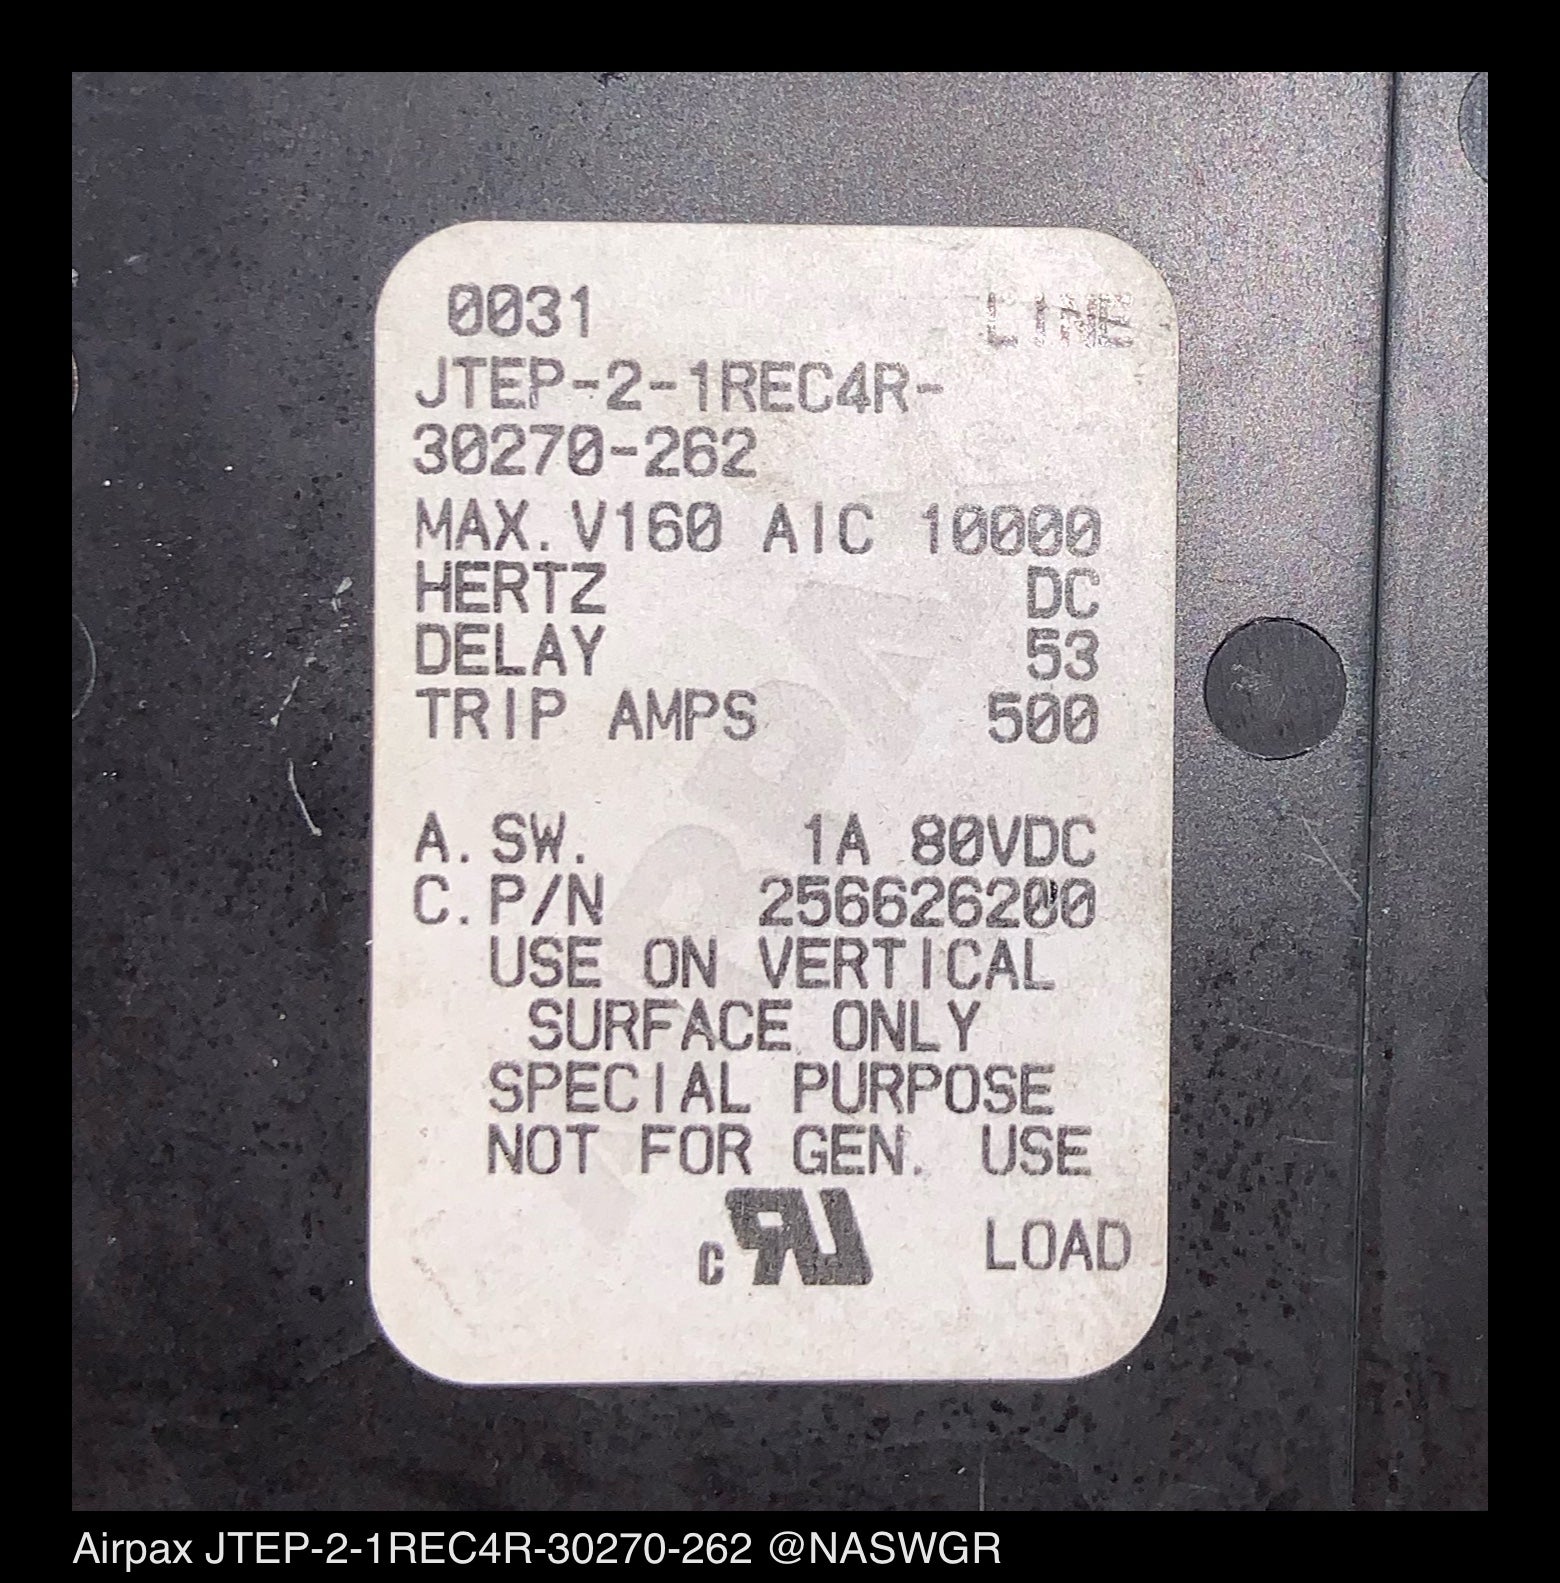 0031 LINE
JTEP-2-1REC4R-
30270-262
MAX. V160 AIC 10000
HERTZ DC
DELAY 53
TRIP AMPS 500
A. SW. 1A 80VDC
C. P/N 256626200
USE ON VERTICAL
SURFACE ONLY
SPECIAL PURPOSE
NOT FOR GEN. USE
c RU LOAD
Airpax JTEP-2-1REC4R-30270-262 @NASWGR